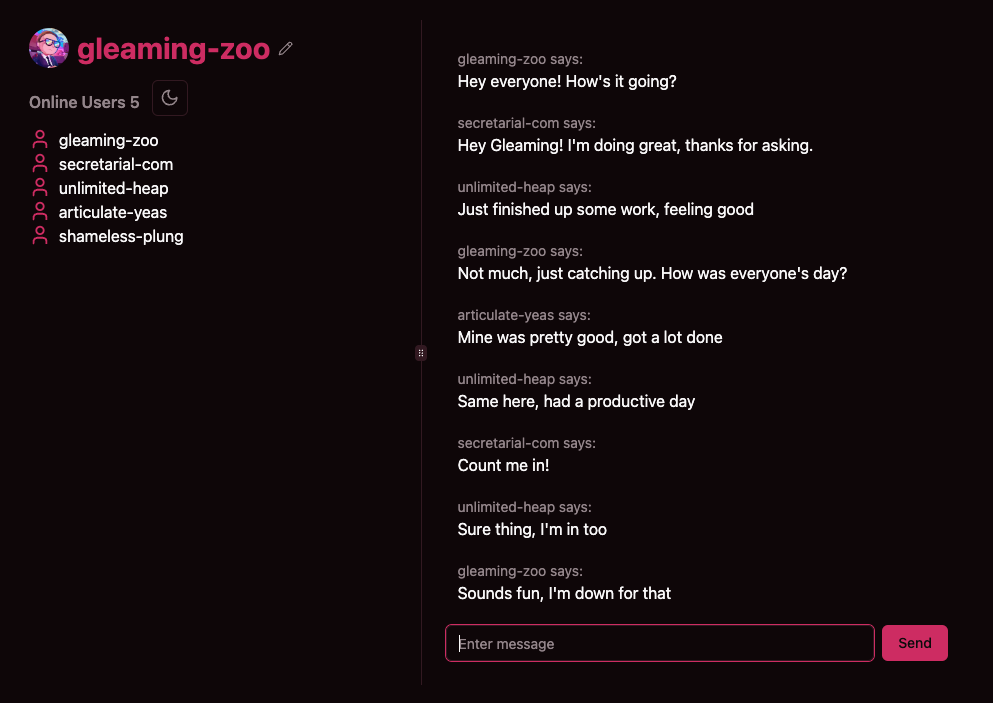 gleaming-zoo
Online Users 5
gleaming-zoo
secretarial-com
unlimited-heap
articulate-yeas
shameless-plung
gleaming-zoo says:
Hey everyone! How's it going?
secretarial-com says:
Hey Gleaming! I'm doing great, thanks for asking.
unlimited-heap says:
Just finished up some work, feeling good
gleaming-zoo says:
Not much, just catching up. How was everyone's day?
articulate-yeas says:
Mine was pretty good, got a lot done
unlimited-heap says:
Same here, had a productive day
secretarial-com says:
Count me in!
unlimited-heap says:
Sure thing, I'm in too
gleaming-zoo says:
Sounds fun, I'm down for that
Enter message
Send